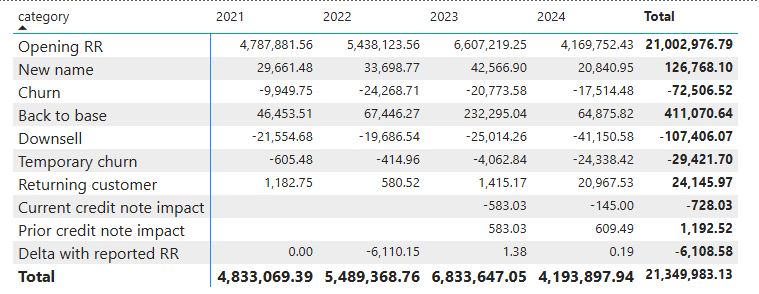 category 2021 2022 2023 2024 Total
Opening RR 4,787,881.56 5,438,123.56 6,607,219.25 4,169,752.43 21,002,976.79
New name 29,661.48 33,698.77 42,566.90 20,840.95 126,768.10
Churn -9,949.75 -24,268.71 -20,773.58 -17,514.48 -72,506.52
Back to base 46,453.51 67,446.27 232,295.04 64,875.82 411,070.64
Downsell -21,554.68 -19,686.54 -25,014.26 -41,150.58 -107,406.07
Temporary churn -605.48 -414.96 -4,062.84 -24,338.42 -29,421.70
Returning customer 1,182.75 580.52 1,415.17 20,967.53 24,145.97
Current credit note impact -583.03 -145.00 -728.03
Prior credit note impact 583.03 609.49 1,192.52
Delta with reported RR 0.00 -6,110.15 1.38 0.19 -6,108.58
Total 4,833,069.39 5,489,368.76 6,833,647.05 4,193,897.94 21,349,983.13